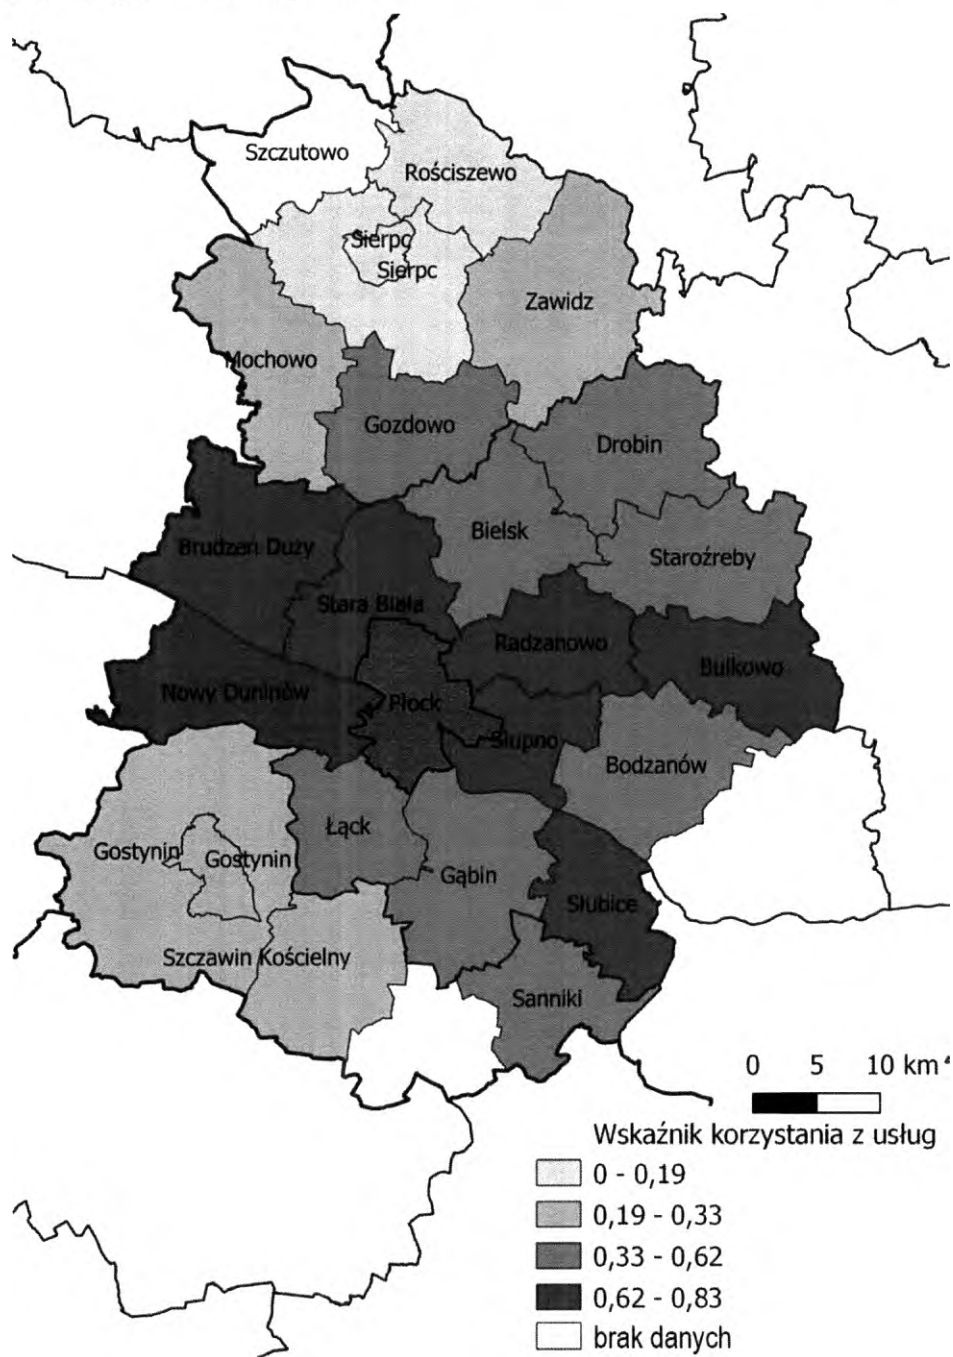 Szczutowo
Rościszewo
Sierpc
Sierpc
Zawidz
Mochowo
Gozdowo
Drobin
Bielsk
Brudzeń Duży
Staroźreby
Stara Biała
Radzanowo
Bulkowo
Nowy Duninów
Płock
Słupno
Bodzanów
Łąck
Gostynin
Gostynin
Gąbin
Słubice
Szczawin Kościelny
Sanniki
0 5 10 km
Wskaźnik korzystania z usług
0 - 0,19
0,19 - 0,33
0,33 - 0,62
0,62 - 0,83
brak danych